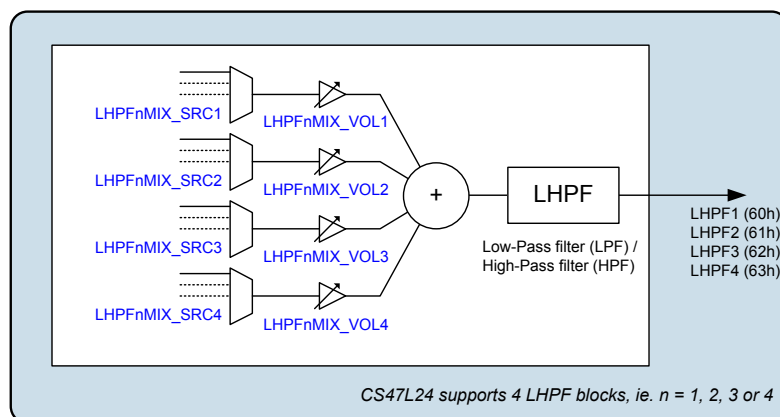 LHPFnMIX_SRC1
LHPFnMIX_VOL1
LHPFnMIX_SRC2
LHPFnMIX_VOL2
LHPFnMIX_SRC3
LHPFnMIX_VOL3
LHPFnMIX_SRC4
LHPFnMIX_VOL4
+
LHPF
Low-Pass filter (LPF) /
High-Pass filter (HPF)
LHPF1 (60h)
LHPF2 (61h)
LHPF3 (62h)
LHPF4 (63h)
CS47L24 supports 4 LHPF blocks, ie. n = 1, 2, 3 or 4